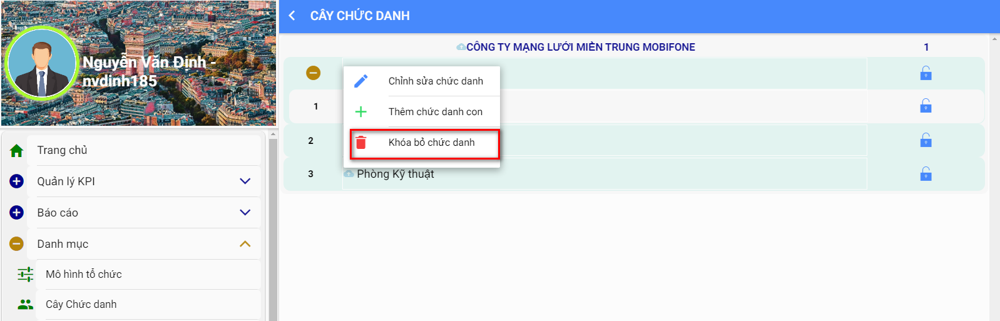 Nguyễn Văn Định -
nvdinh185
Trang chủ
Quản lý KPI
Báo cáo
Danh mục
Mô hình tổ chức
Cây Chức danh
CÂY CHỨC DANH
CÔNG TY MẠNG LƯỚI MIỀN TRUNG MOBIFONE 1
Chỉnh sửa chức danh
1
Thêm chức danh con
2
Khóa bỏ chức danh
3 Phòng Kỹ thuật